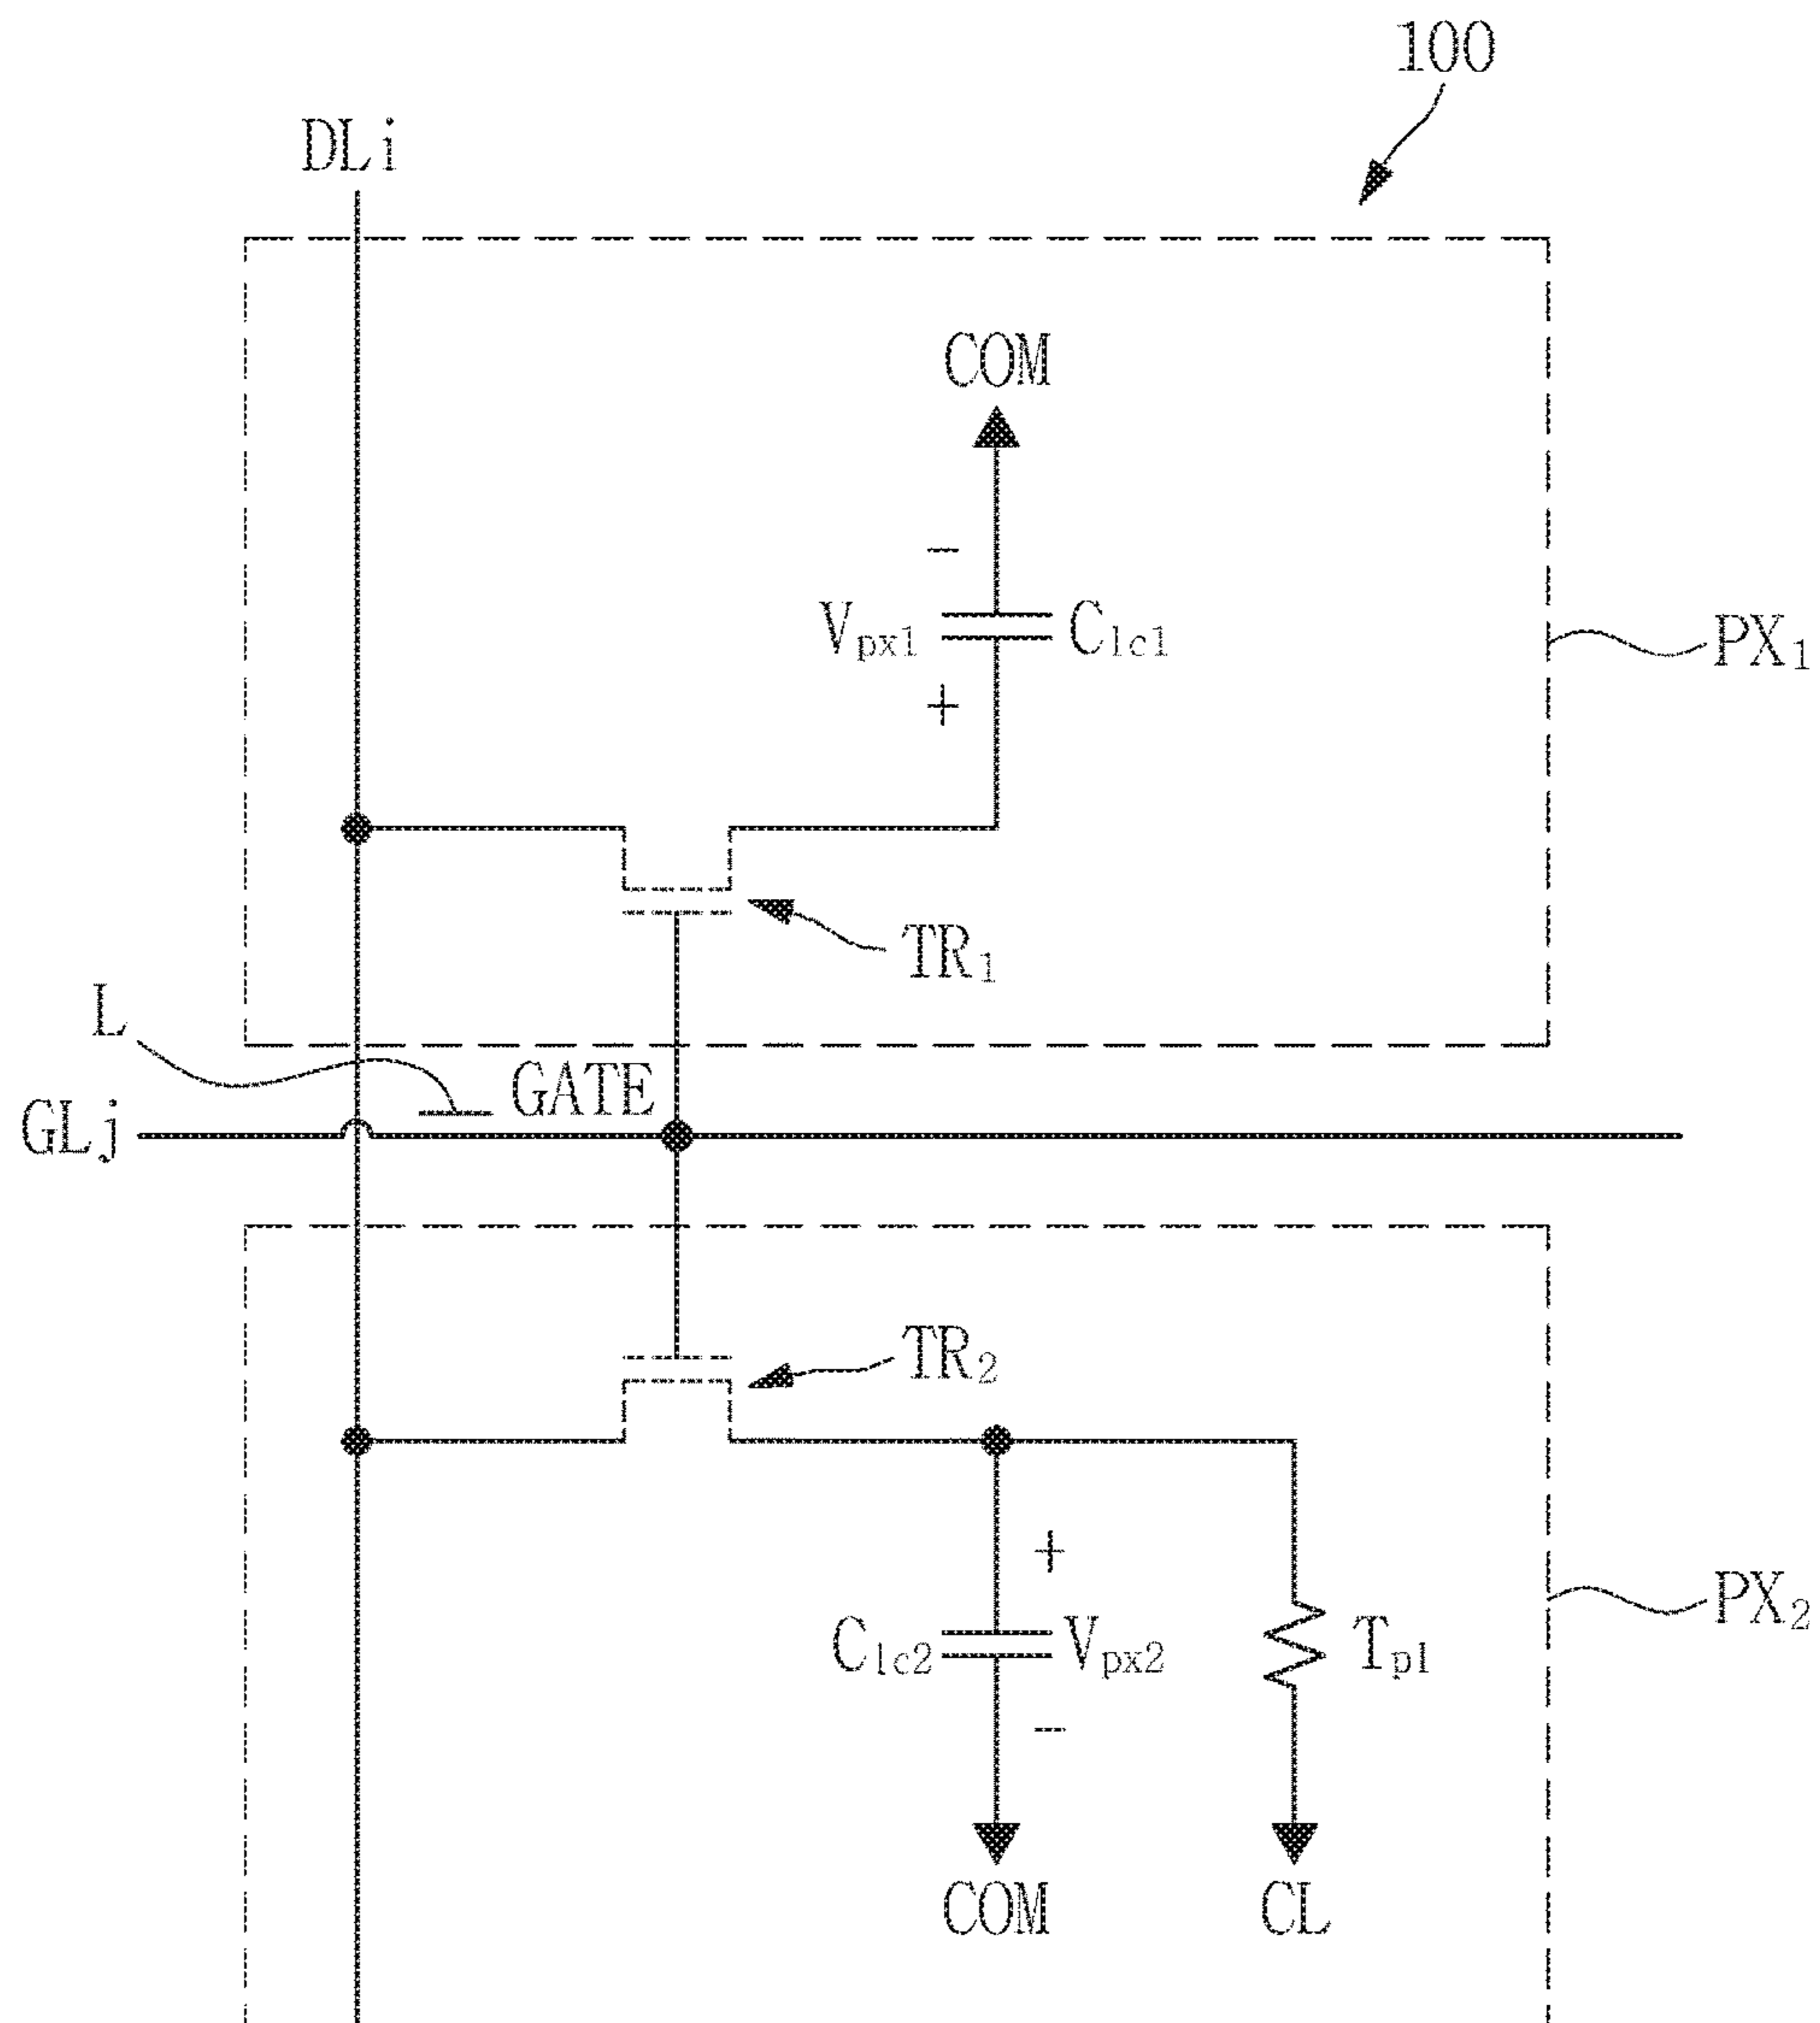 100
DLi
COM
−
Vpx1
Clc1
+
PX1
TR1
L
GATE
GLj
TR2
+
Clc2
Vpx2
Tp1
PX2
−
COM
CL